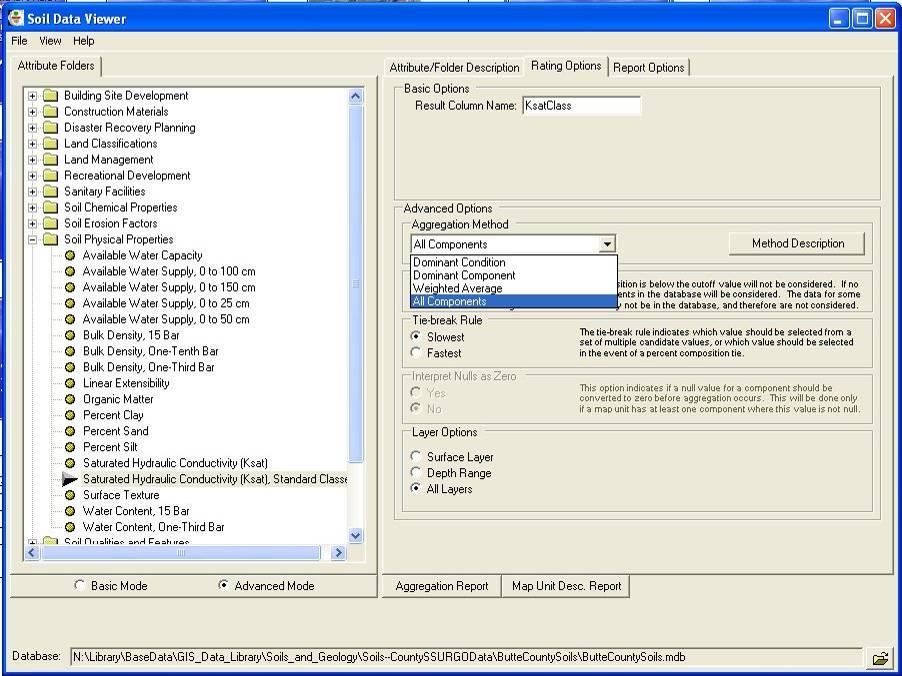 Soil Data Viewer
File View Help
Attribute Folders
Building Site Development
Construction Materials
Disaster Recovery Planning
Land Classifications
Land Management
Recreational Development
Sanitary Facilities
Soil Chemical Properties
Soil Erosion Factors
Soil Physical Properties
Available Water Capacity
Available Water Supply, 0 to 100 cm
Available Water Supply, 0 to 150 cm
Available Water Supply, 0 to 25 cm
Available Water Supply, 0 to 50 cm
Bulk Density, 15 Bar
Bulk Density, One-Tenth Bar
Bulk Density, One-Third Bar
Linear Extensibility
Organic Matter
Percent Clay
Percent Sand
Percent Silt
Saturated Hydraulic Conductivity (Ksat)
Saturated Hydraulic Conductivity (Ksat), Standard Classe
Surface Texture
Water Content, 15 Bar
Water Content, One-Third Bar
Soil Qualities and Features
Basic Mode Advanced Mode
Attribute/Folder Description Rating Options Report Options
Basic Options
Result Column Name: KsatClass
Advanced Options
Aggregation Method
All Components Method Description
Dominant Condition
Dominant Component
Weighted Average
All Components
is below the cutoff value will not be considered. If no
in the database will be considered. The data for some
not be in the database, and therefore are not considered.
Tie-break Rule
Slowest
Fastest
The tie-break rule indicates which value should be selected from a
set of multiple candidate values, or which value should be selected
in the event of a percent composition tie.
Interpret Nulls as Zero
Yes
No
This option indicates if a null value for a component should be
converted to zero before aggregation occurs. This will be done only
if a map unit has at least one component where this value is not null.
Layer Options
Surface Layer
Depth Range
All Layers
Aggregation Report Map Unit Desc. Report
Database: N:\Library\BaseData\GIS_Data_Library\Soils_and_Geology\Soils--CountySSURGOData\ButteCountySoils\ButteCountySoils.mdb